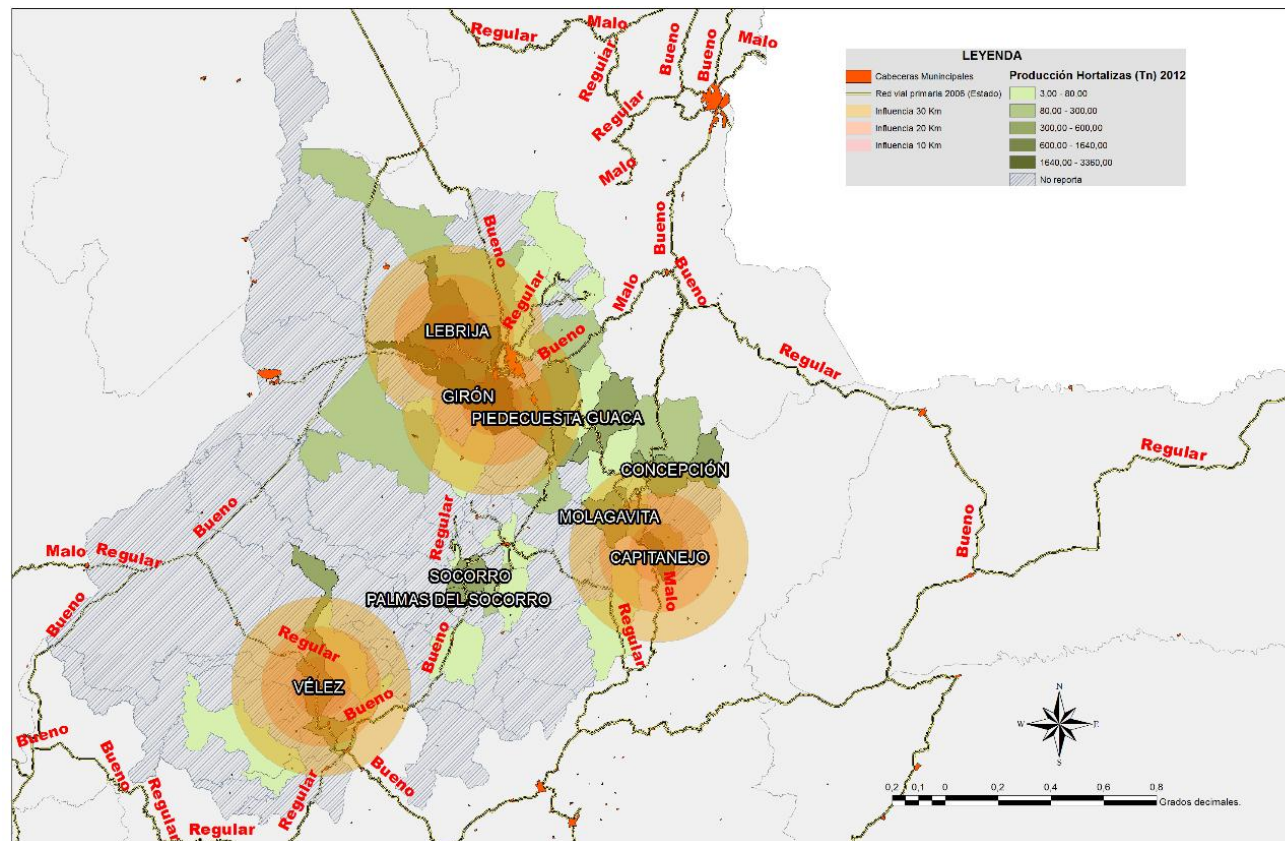 Regular
Malo
Regular
Bueno
Bueno
Malo
Regular
Malo
LEYENDA
Cabeceras Munincipales
Red vial primaria 2006 (Estado)
Influencia 30 Km
Influencia 20 Km
Influencia 10 Km
Producción Hortalizas (Tn) 2012
3,00 - 80,00
80,00 - 300,00
300,00 - 600,00
600,00 - 1640,00
1640,00 - 3360,00
No reporta
Bueno
Bueno
Bueno
Malo
Regular
Bueno
Regular
LEBRIJA
GIRÓN
PIEDECUESTA GUACA
CONCEPCIÓN
MOLAGAVITA
CAPITANEJO
Malo
Regular
Regular
Bueno
Regular
SOCORRO
PALMAS DEL SOCORRO
Bueno
Malo
Regular
Bueno
Bueno
Regular
VÉLEZ
Bueno
Bueno
Bueno
Regular
Regular
Regular
Bueno
N
W
E
S
0,2 0,1 0 0,2 0,4 0,6 0,8
Grados decimales.